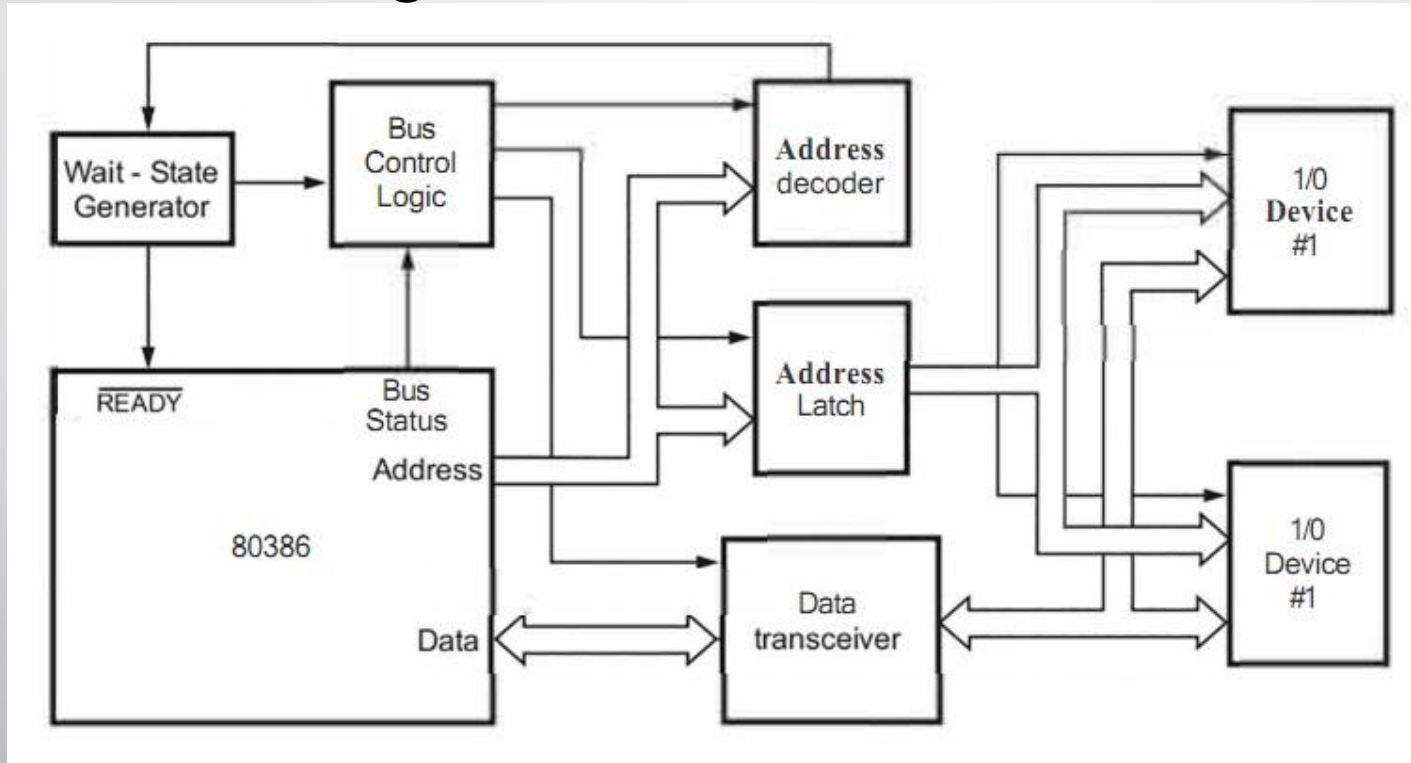 Wait - State
Generator
Bus
Control
Logic
Address
decoder
1/0
Device
#1
READY
Bus
Status
Address
80386
Data
Address
Latch
Data
transceiver
1/0
Device
#1